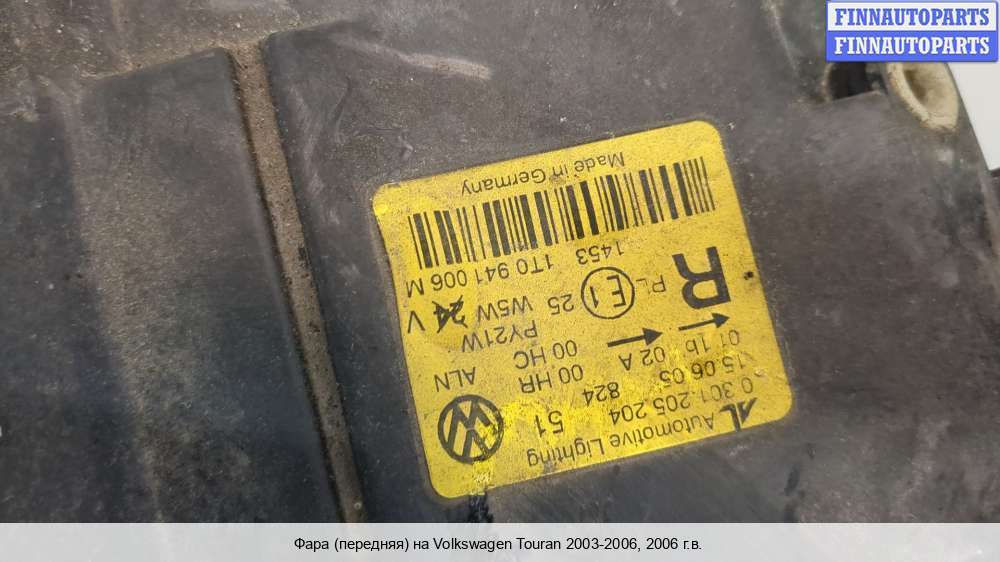 FINNAUTOPARTS
FINNAUTOPARTS
AL Automotive Lighting
0 301 205 204 51
15.06.05 824
01 1b 02 A 00 HR ALN
00 HC
PY21W
R PL E1 25 W5W 24 V
1453 1T0 941 006 M
Made in Germany
Фара (передняя) на Volkswagen Touran 2003-2006, 2006 г.в.